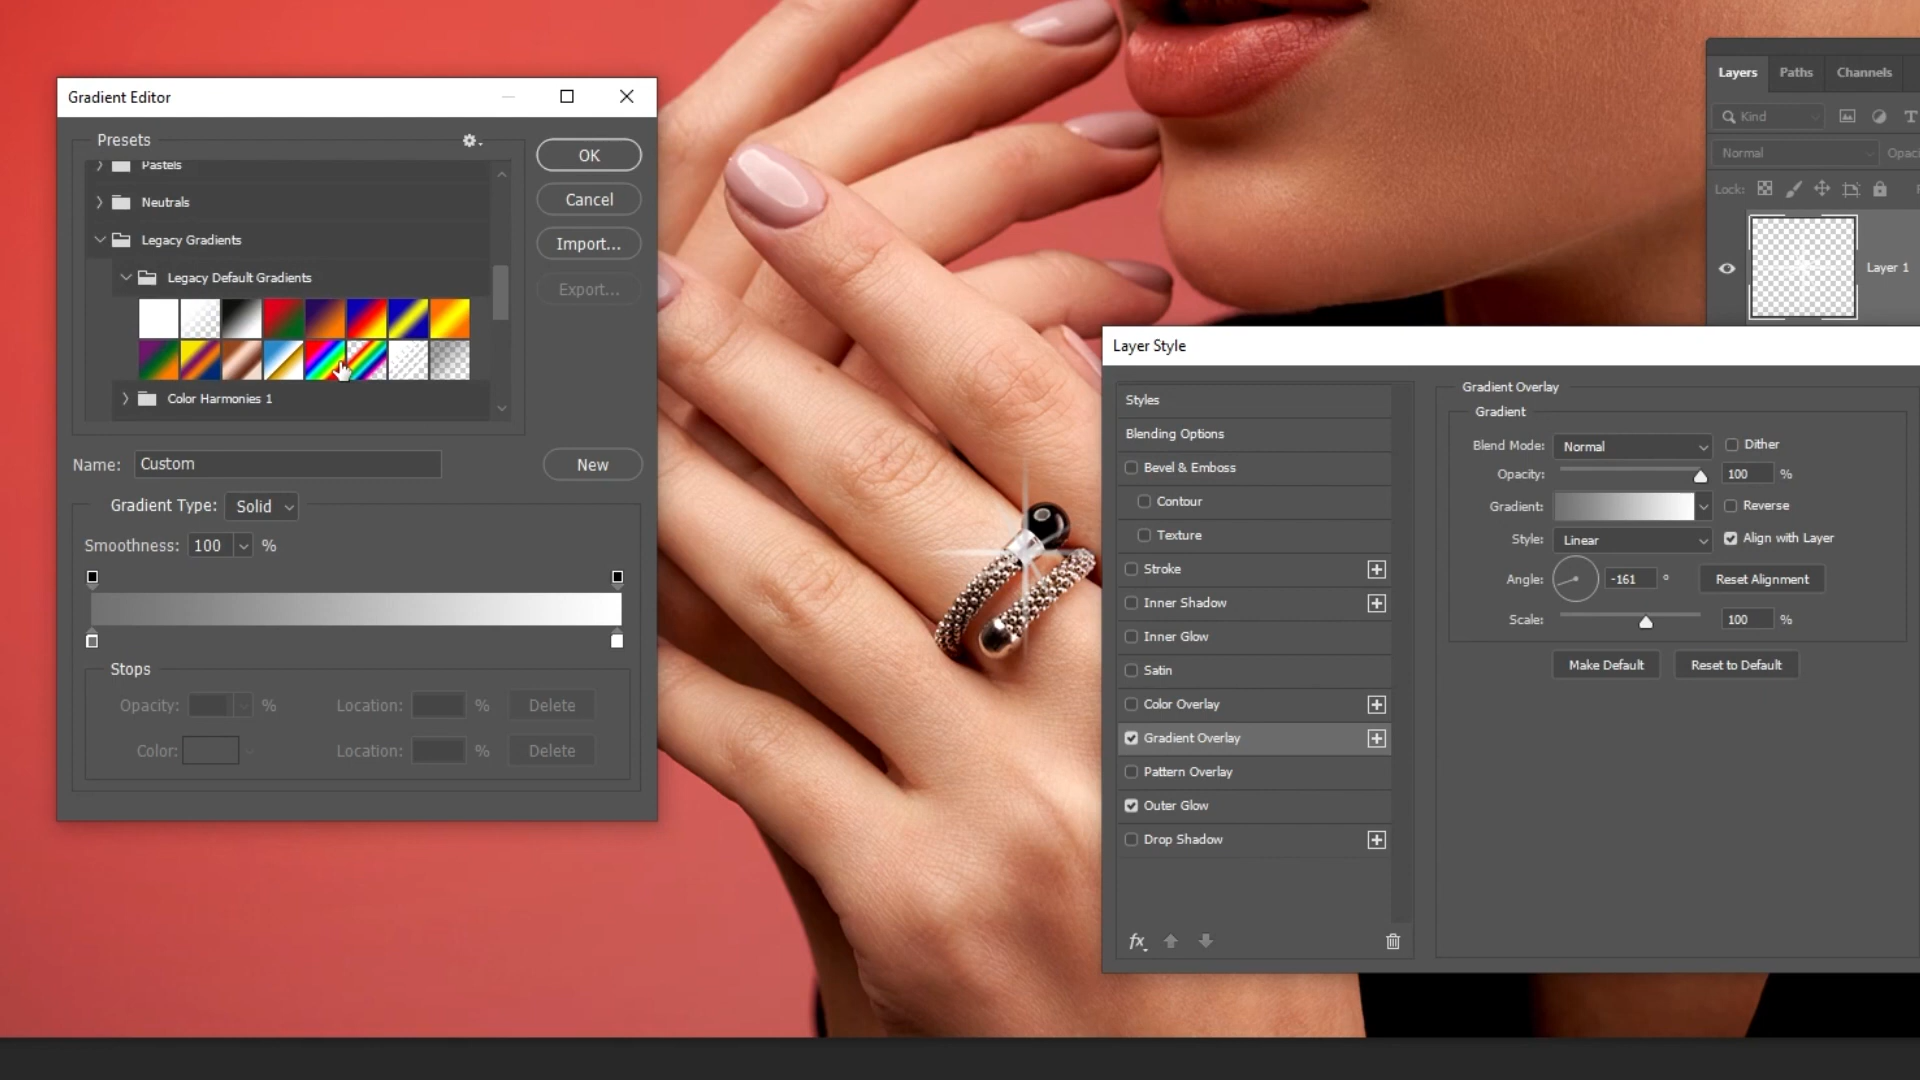 Gradient Editor
Presets
Pastels
Neutrals
Legacy Gradients
Legacy Default Gradients
Color Harmonies 1
OK
Cancel
Import...
Export...
Name: Custom
New
Gradient Type: Solid
Smoothness: 100 %
Stops
Opacity: % Location: % Delete
Color: Location: % Delete
Layers Paths Channels
Kind
Normal
Lock:
Layer 1
Layer Style
Styles
Blending Options
Bevel & Emboss
Contour
Texture
Stroke
Inner Shadow
Inner Glow
Satin
Color Overlay
Gradient Overlay
Pattern Overlay
Outer Glow
Drop Shadow
fx
Gradient Overlay
Gradient
Blend Mode: Normal Dither
Opacity: 100 %
Gradient: Reverse
Style: Linear Align with Layer
Angle: -161 ° Reset Alignment
Scale: 100 %
Make Default Reset to Default